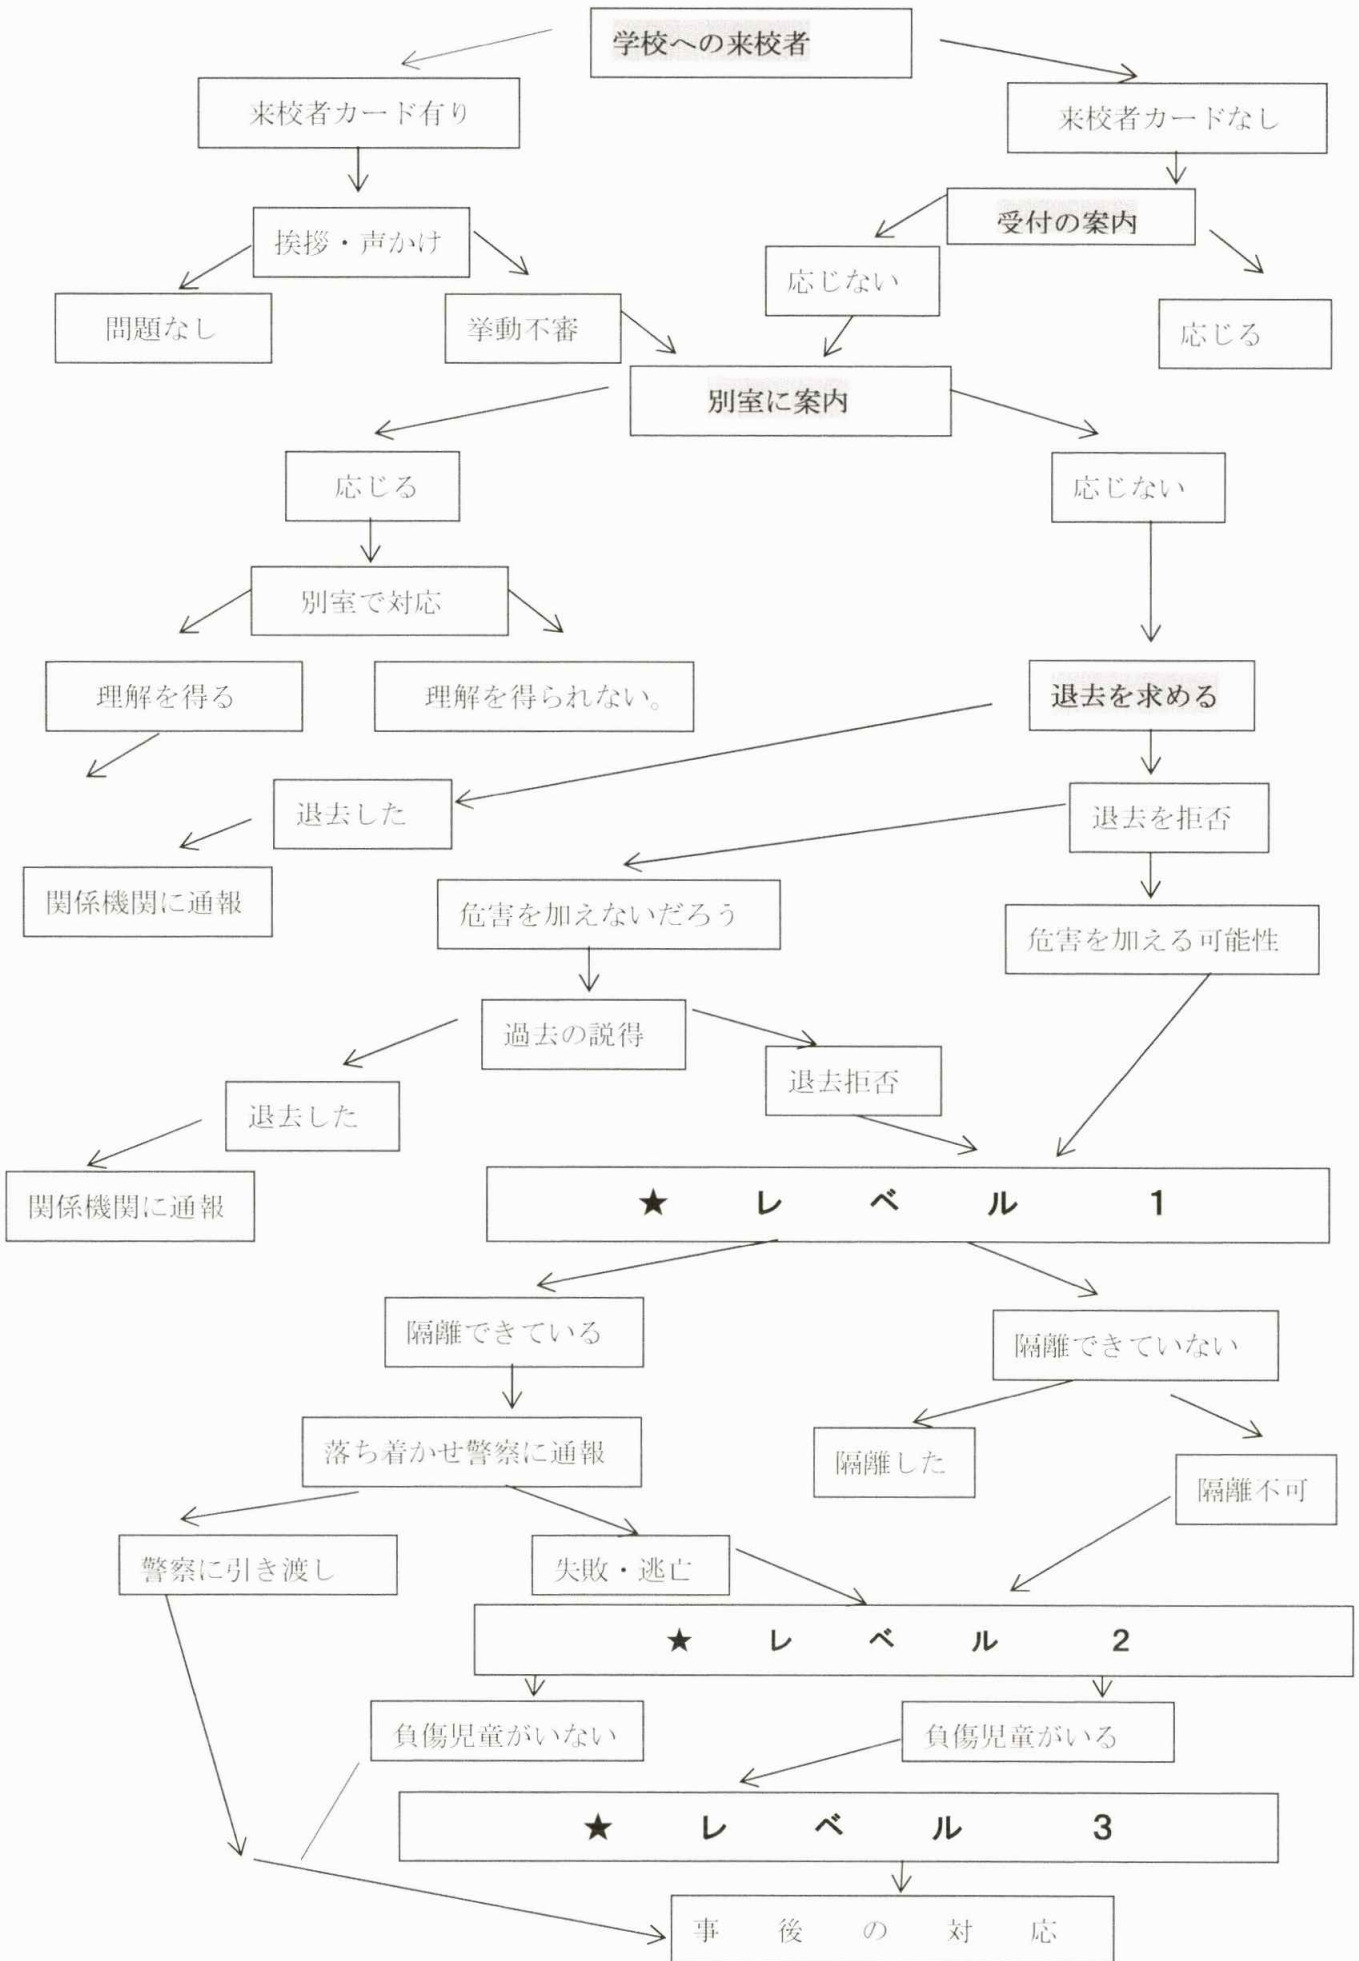 学校への来校者
来校者カード有り
来校者カードなし
受付の案内
挨拶・声かけ
応じない
問題なし
挙動不審
応じる
別室に案内
応じる
応じない
別室で対応
理解を得る
理解を得られない。
退去を求める
退去した
退去を拒否
関係機関に通報
危害を加えないだろう
危害を加える可能性
過去の説得
退去拒否
退去した
関係機関に通報
★ レ ベ ル 1
隔離できている
隔離できていない
落ち着かせ警察に通報
隔離した
隔離不可
警察に引き渡し
失敗・逃亡
★ レ ベ ル 2
負傷児童がいない
負傷児童がいる
★ レ ベ ル 3
事 後 の 対 応